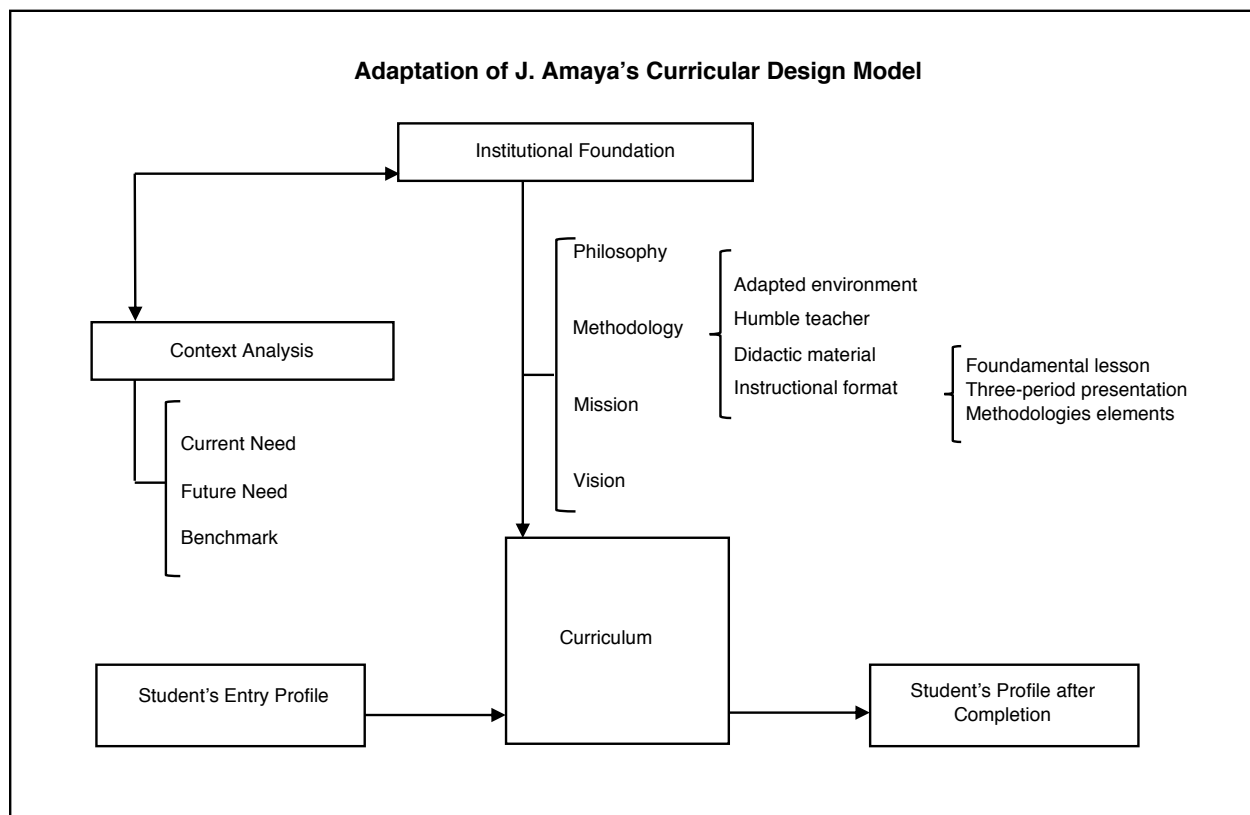 Adaptation of J. Amaya's Curricular Design Model
Institutional Foundation
Philosophy
Methodology
Mission
Vision
Adapted environment
Humble teacher
Didactic material
Instructional format
Foundamental lesson
Three-period presentation
Methodologies elements
Context Analysis
Current Need
Future Need
Benchmark
Curriculum
Student's Entry Profile
Student's Profile after
Completion